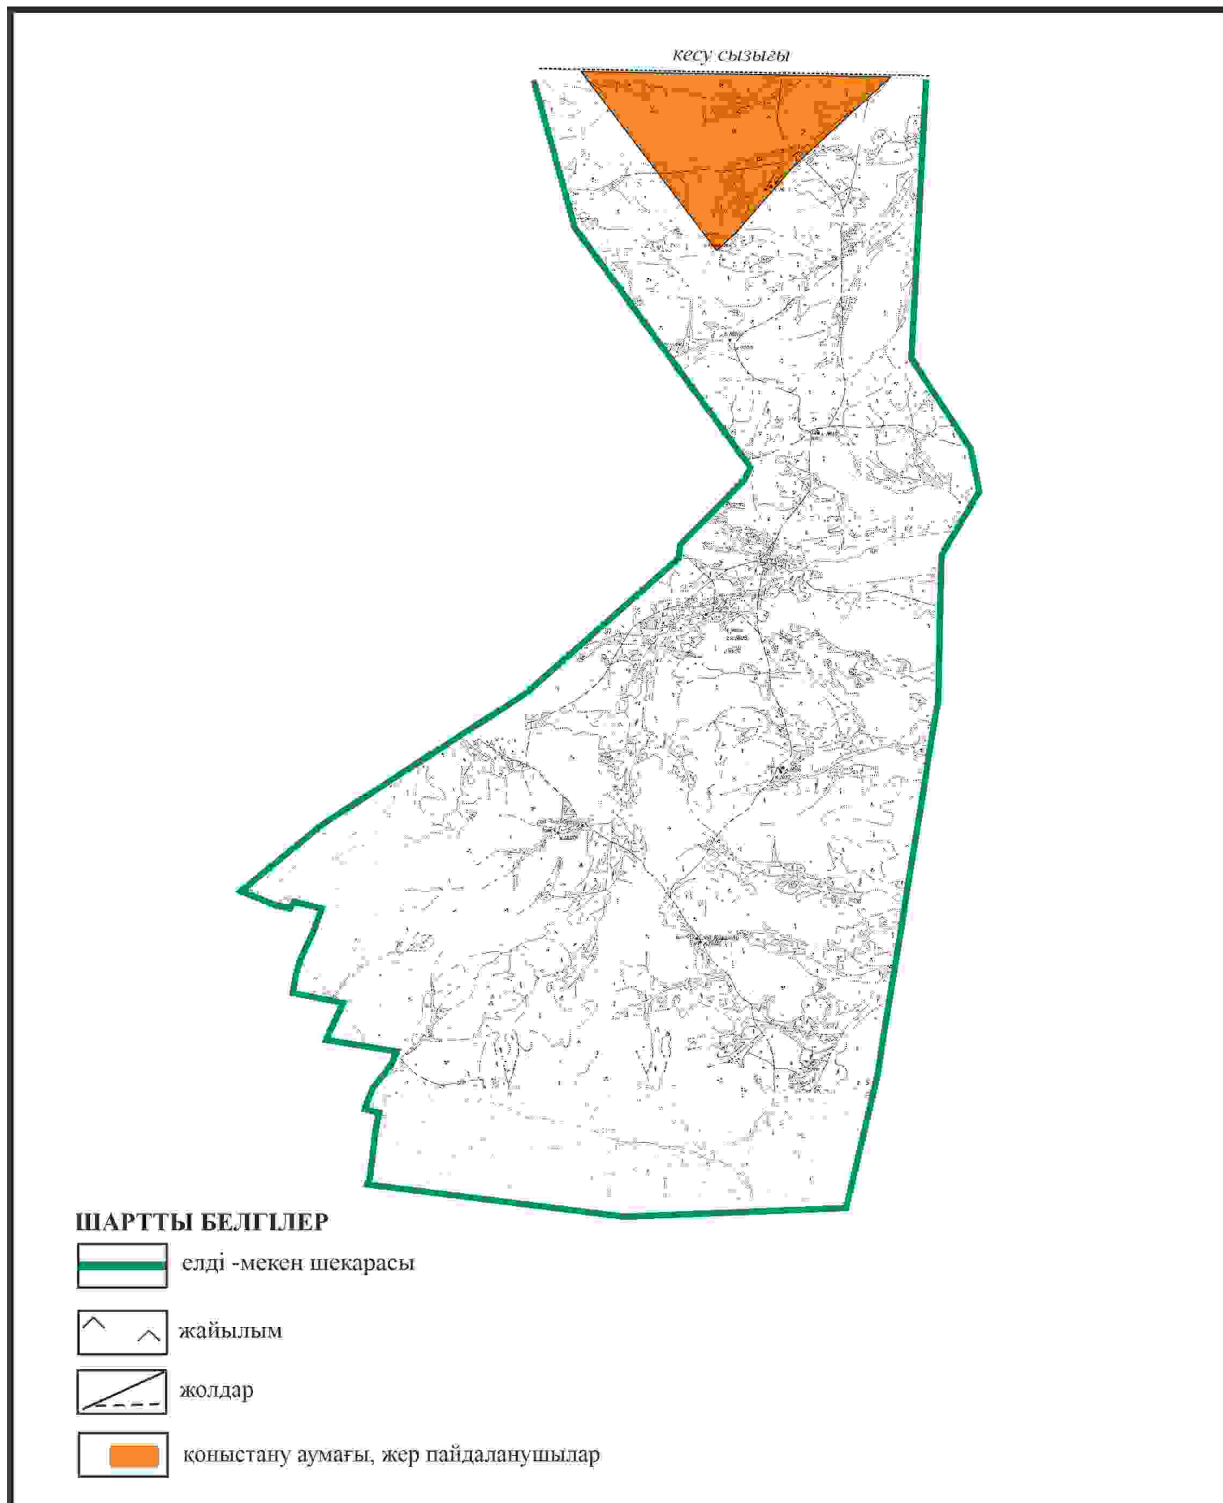 кесу сызығы
ШАРТТЫ БЕЛГІЛЕР
елді -мекен шекарасы
жайылым
жолдар
қоныстану аумағы, жер пайдаланушылар